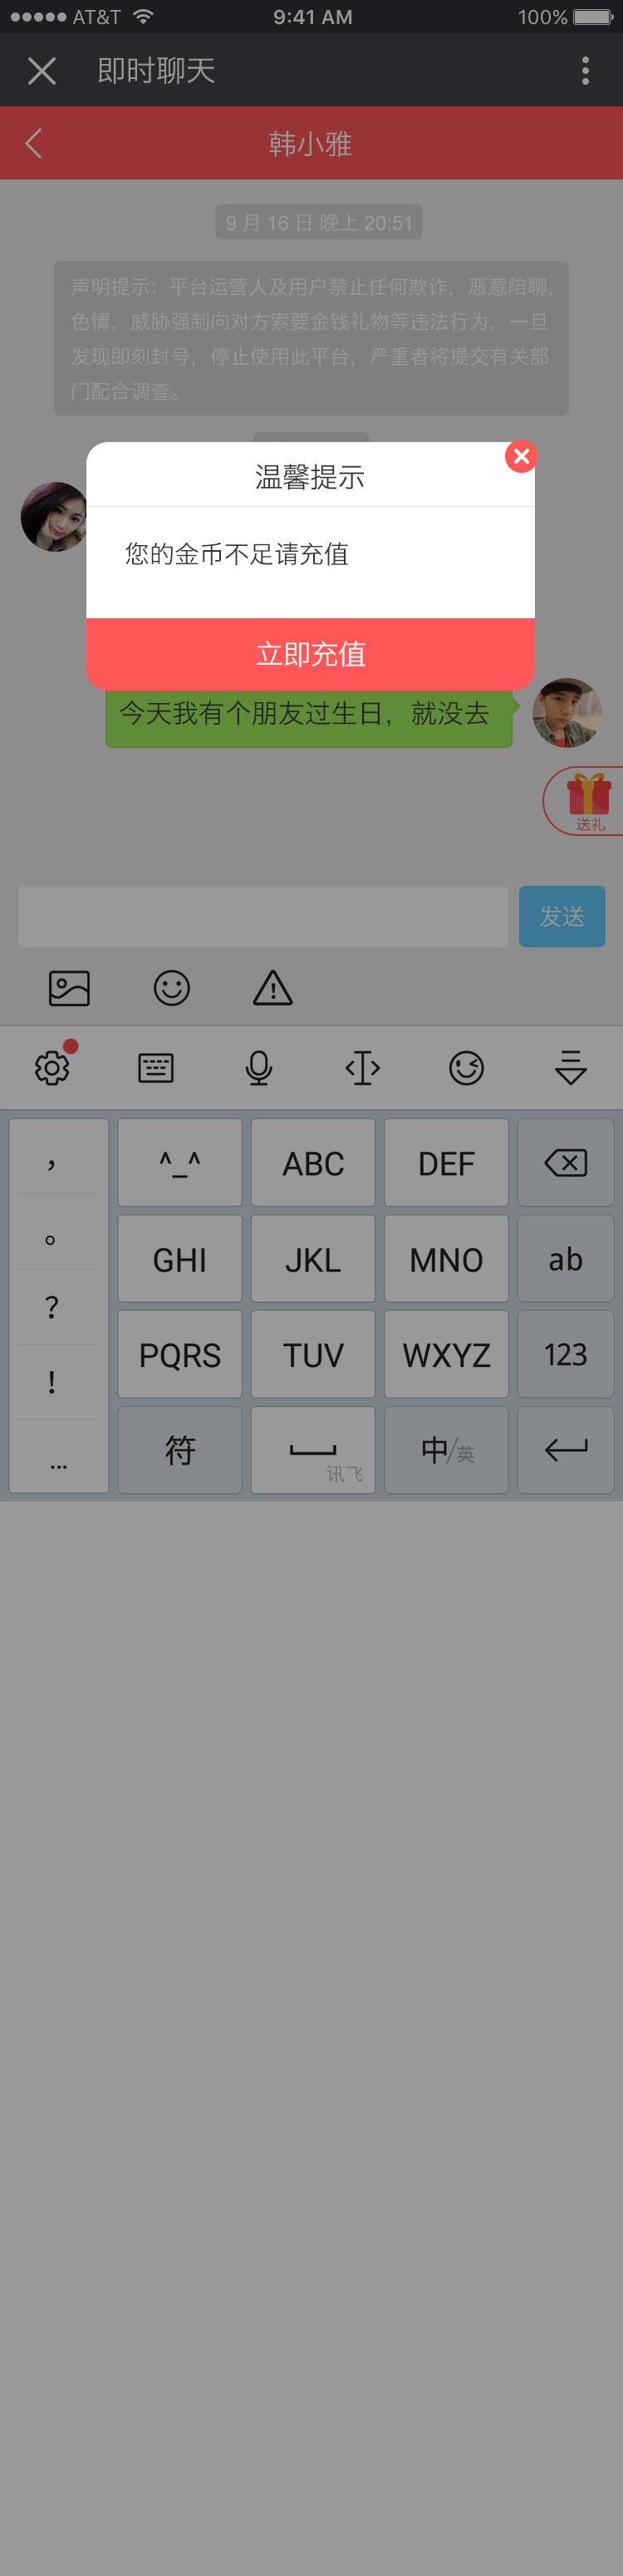 AT&T 9:41 AM 100%
即时聊天
韩小雅
9 月 16 日 晚上 20:51
声明提示：平台运营人及用户禁止任何欺诈，恶意陪聊，
色情，威胁强制向对方索要金钱礼物等违法行为，一旦
发现即刻封号，停止使用此平台，严重者将提交有关部
门配合调查。
温馨提示
您的金币不足请充值
立即充值
今天我有个朋友过生日，就没去
送礼
发送
， ^_^ ABC DEF
。 GHI JKL MNO ab
？ PQRS TUV WXYZ 123
！
... 符 讯飞 中/英